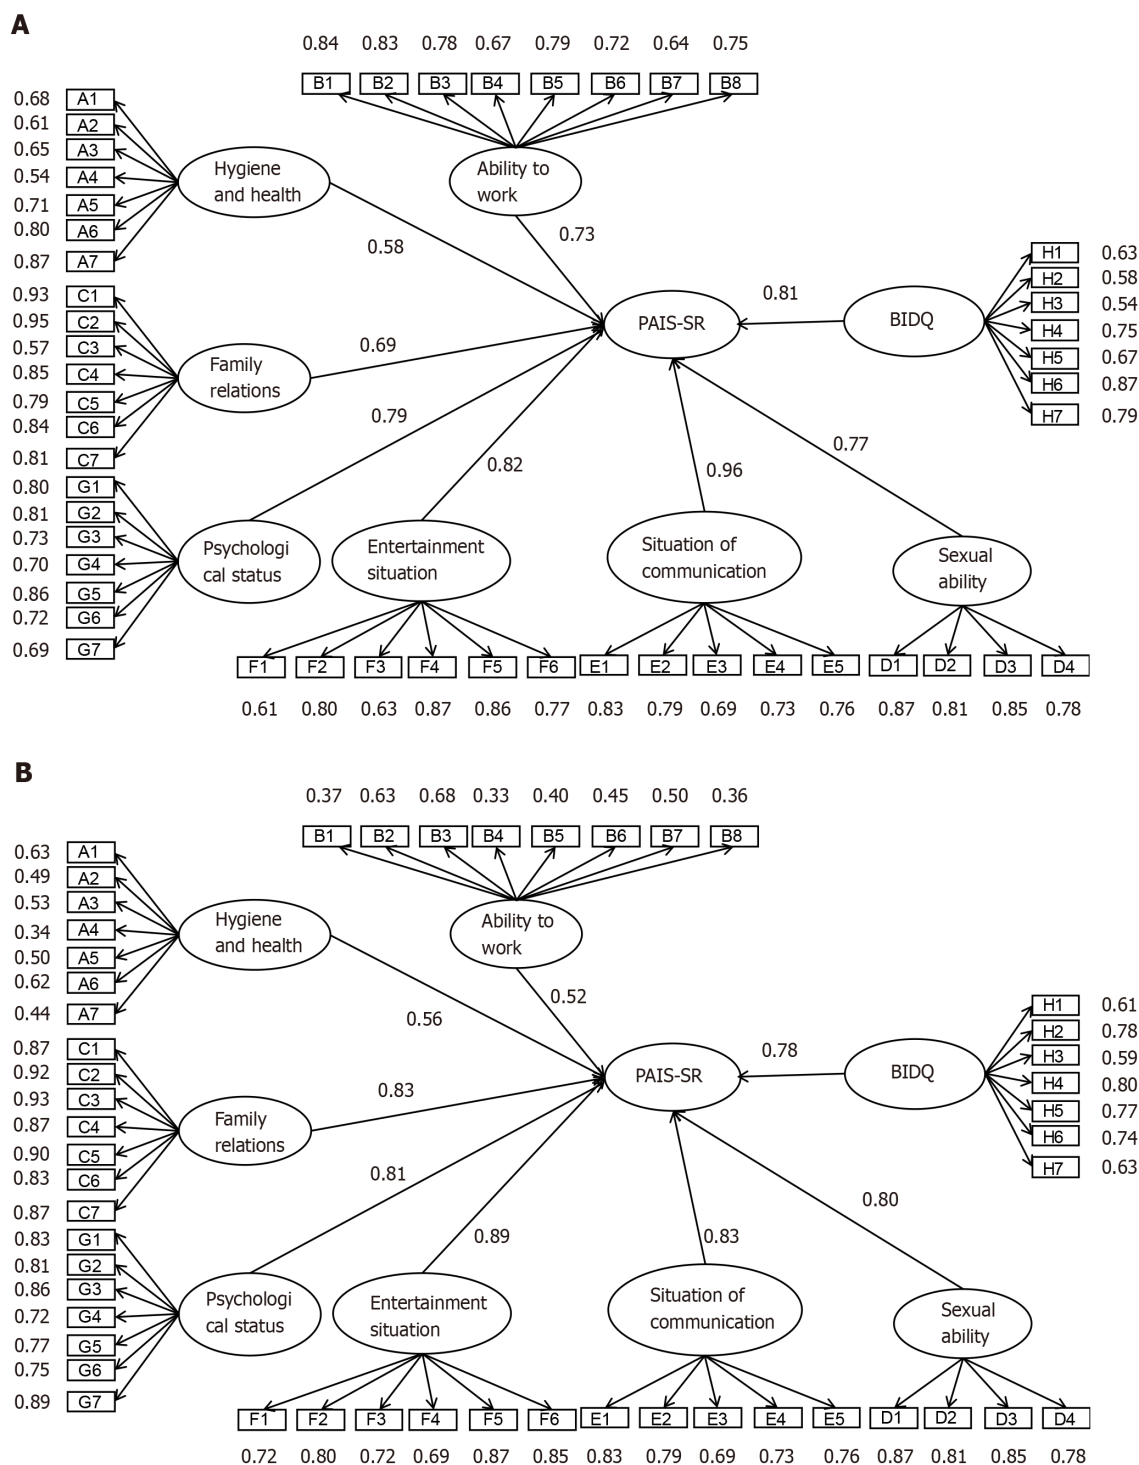 A
0.84 0.83 0.78 0.67 0.79 0.72 0.64 0.75
B1 B2 B3 B4 B5 B6 B7 B8
0.68 A1
0.61 A2
0.65 A3
0.54 A4
0.71 A5
0.80 A6
0.87 A7
Hygiene
and health
Ability to
work
0.58
0.73
0.93 C1
0.95 C2
0.57 C3
0.85 C4
0.79 C5
0.84 C6
0.81 C7
Family
relations
0.69
PAIS-SR
0.81
BIDQ
H1 0.63
H2 0.58
H3 0.54
H4 0.75
H5 0.67
H6 0.87
H7 0.79
0.79
0.82
0.96
0.77
0.80 G1
0.81 G2
0.73 G3
0.70 G4
0.86 G5
0.72 G6
0.69 G7
Psychologi
cal status
Entertainment
situation
Situation of
communication
Sexual
ability
F1 F2 F3 F4 F5 F6 E1 E2 E3 E4 E5 D1 D2 D3 D4
0.61 0.80 0.63 0.87 0.86 0.77 0.83 0.79 0.69 0.73 0.76 0.87 0.81 0.85 0.78
B
0.37 0.63 0.68 0.33 0.40 0.45 0.50 0.36
B1 B2 B3 B4 B5 B6 B7 B8
0.63 A1
0.49 A2
0.53 A3
0.34 A4
0.50 A5
0.62 A6
0.44 A7
Hygiene
and health
Ability to
work
0.56
0.52
0.87 C1
0.92 C2
0.93 C3
0.87 C4
0.90 C5
0.83 C6
0.87 C7
Family
relations
0.83
PAIS-SR
0.78
BIDQ
H1 0.61
H2 0.78
H3 0.59
H4 0.80
H5 0.77
H6 0.74
H7 0.63
0.81
0.89
0.83
0.80
0.83 G1
0.81 G2
0.86 G3
0.72 G4
0.77 G5
0.75 G6
0.89 G7
Psychologi
cal status
Entertainment
situation
Situation of
communication
Sexual
ability
F1 F2 F3 F4 F5 F6 E1 E2 E3 E4 E5 D1 D2 D3 D4
0.72 0.80 0.72 0.69 0.87 0.85 0.83 0.79 0.69 0.73 0.76 0.87 0.81 0.85 0.78